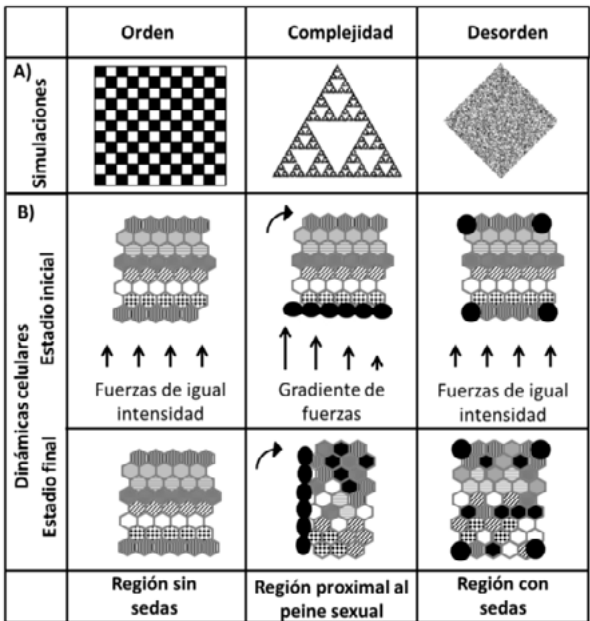 Orden
Complejidad
Desorden
A)
Simulaciones
B)
Dinámicas celulares
Estadio inicial
Fuerzas de igual
intensidad
Gradiente de
fuerzas
Fuerzas de igual
intensidad
Estadio final
Región sin
sedas
Región proximal al
peine sexual
Región con
sedas